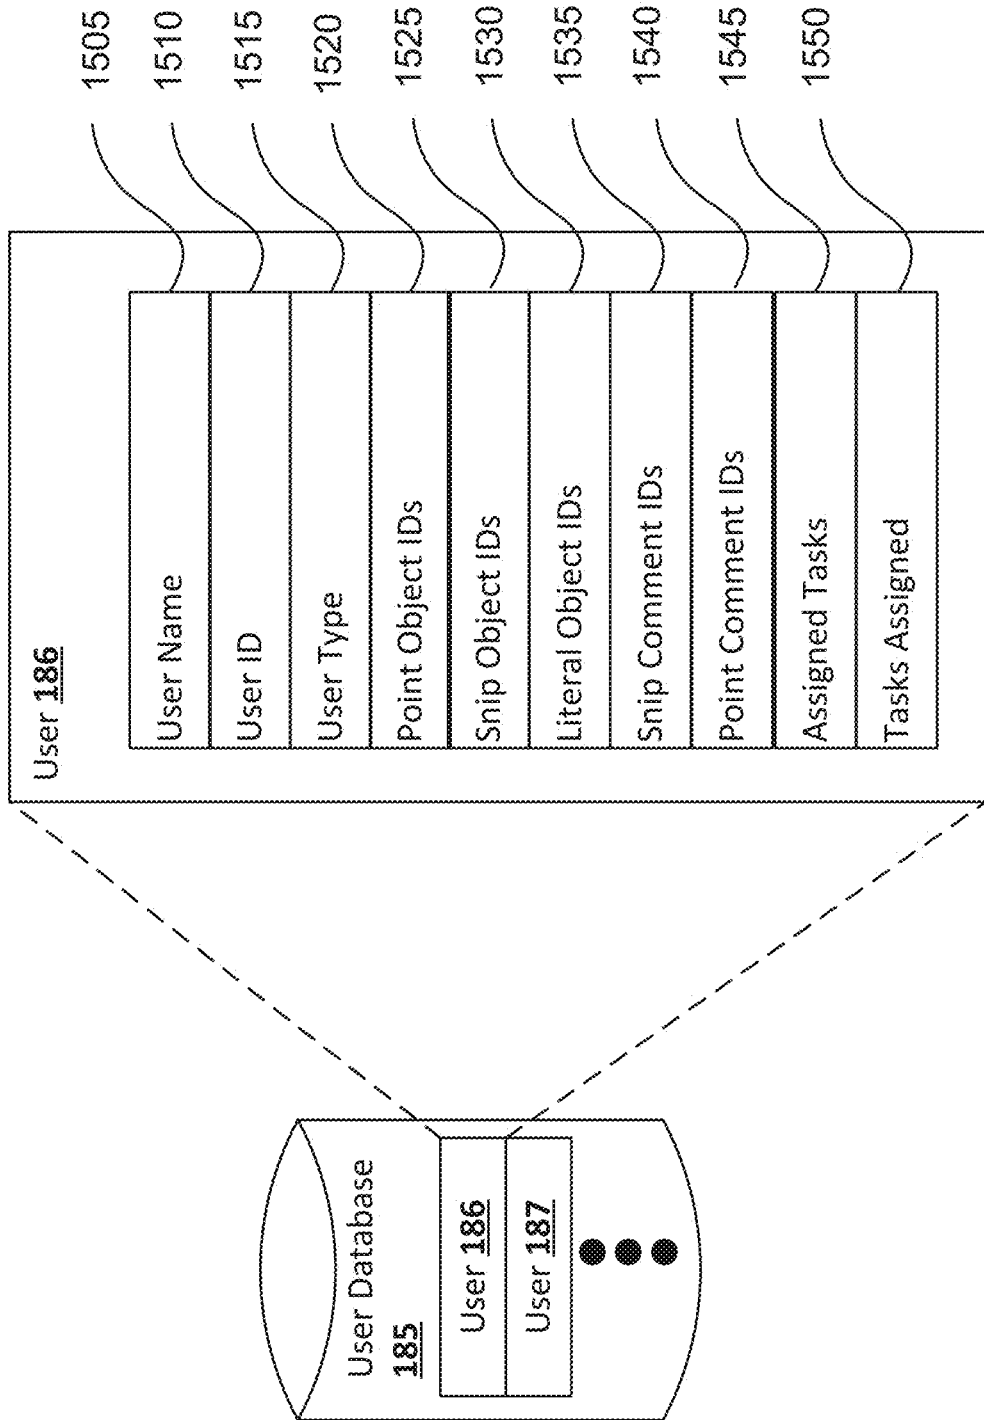 User Database
185
User 186
User 187
User 186
User Name
User ID
User Type
Point Object IDs
Snip Object IDs
Literal Object IDs
Snip Comment IDs
Point Comment IDs
Assigned Tasks
Tasks Assigned
1505
1510
1515
1520
1525
1530
1535
1540
1545
1550